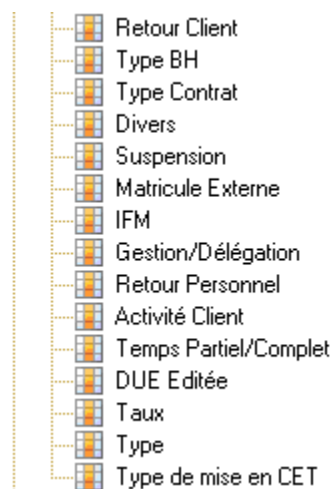 Retour Client
Type BH
Type Contrat
Divers
Suspension
Matricule Externe
IFM
Gestion/Délégation
Retour Personnel
Activité Client
Temps Partiel/Complet
DUE Editée
Taux
Type
Type de mise en CET